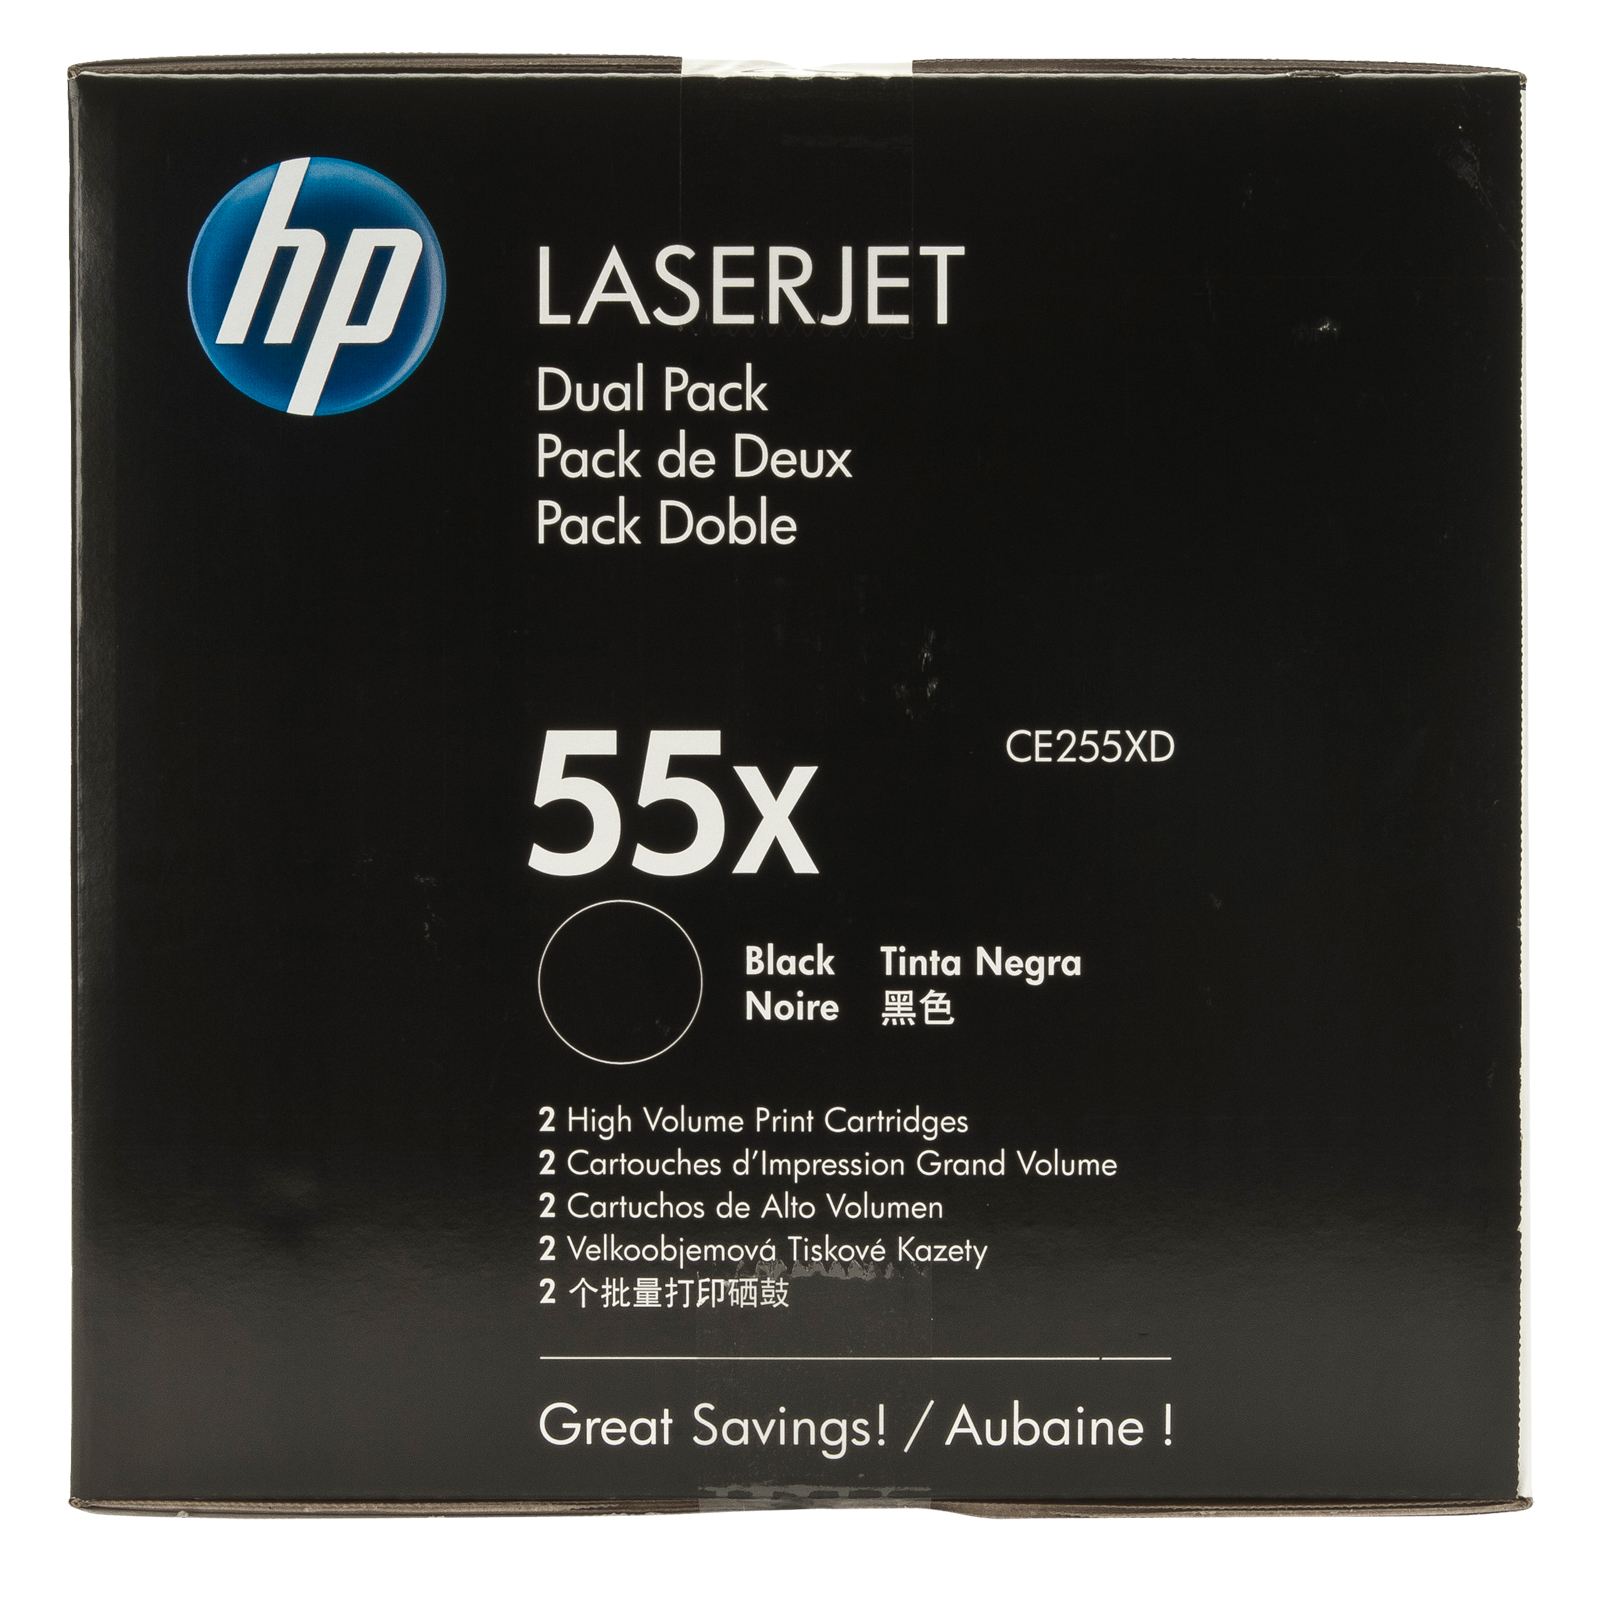 hp
LASERJET
Dual Pack
Pack de Deux
Pack Doble
55X
CE255XD
Black Tinta Negra
Noire 黑色
2 High Volume Print Cartridges
2 Cartouches d’Impression Grand Volume
2 Cartuchos de Alto Volumen
2 Velkoobjemová Tiskové Kazety
2 个批量打印硒鼓
Great Savings! / Aubaine !